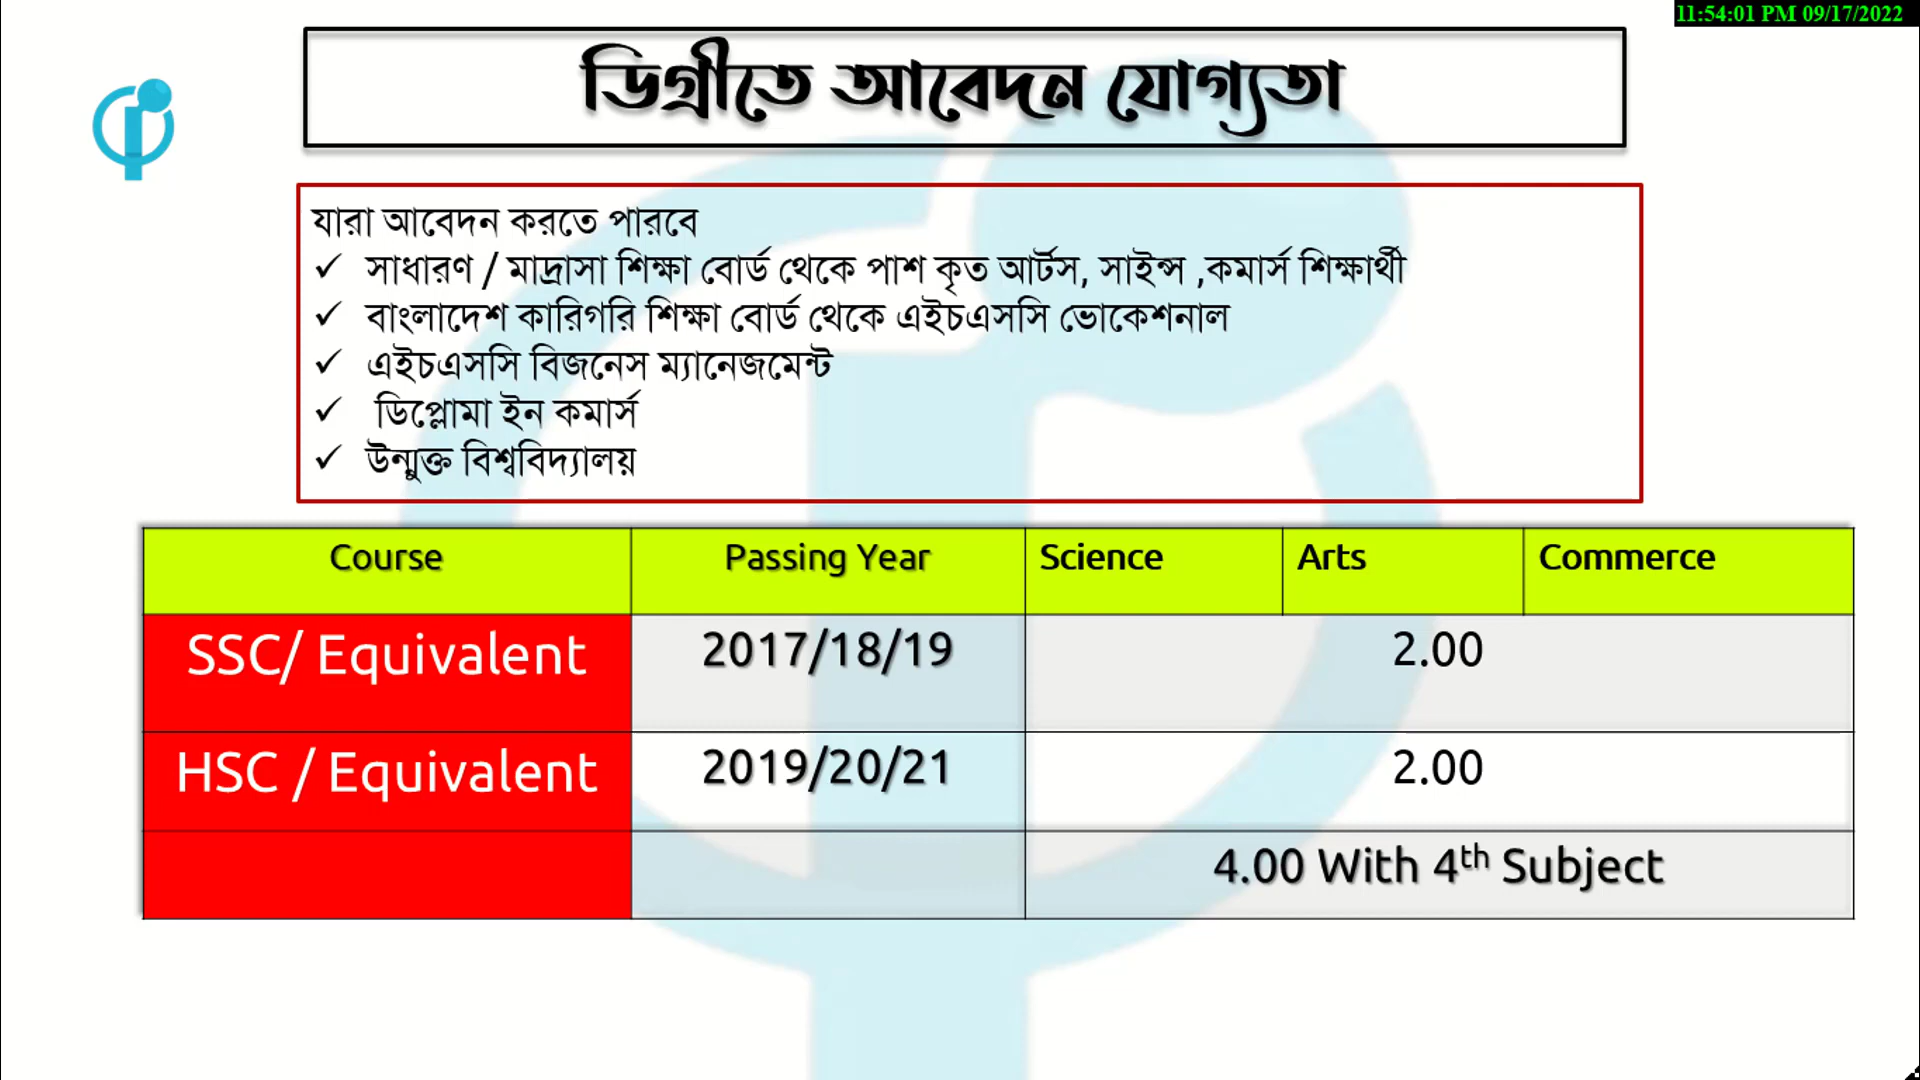 11:54:01 PM 09/17/2022
ডিগ্রীতে আবেদন যোগ্যতা
যারা আবেদন করতে পারবে
✓ সাধারণ / মাদ্রাসা শিক্ষা বোর্ড থেকে পাশ কৃত আর্টস, সাইন্স ,কমার্স শিক্ষার্থী
✓ বাংলাদেশ কারিগরি শিক্ষা বোর্ড থেকে এইচএসসি ভোকেশনাল
✓ এইচএসসি বিজনেস ম্যানেজমেন্ট
✓ ডিপ্লোমা ইন কমার্স
✓ উন্মুক্ত বিশ্ববিদ্যালয়
Course Passing Year Science Arts Commerce
SSC/ Equivalent 2017/18/19 2.00
HSC / Equivalent 2019/20/21 2.00
4.00 With 4th Subject